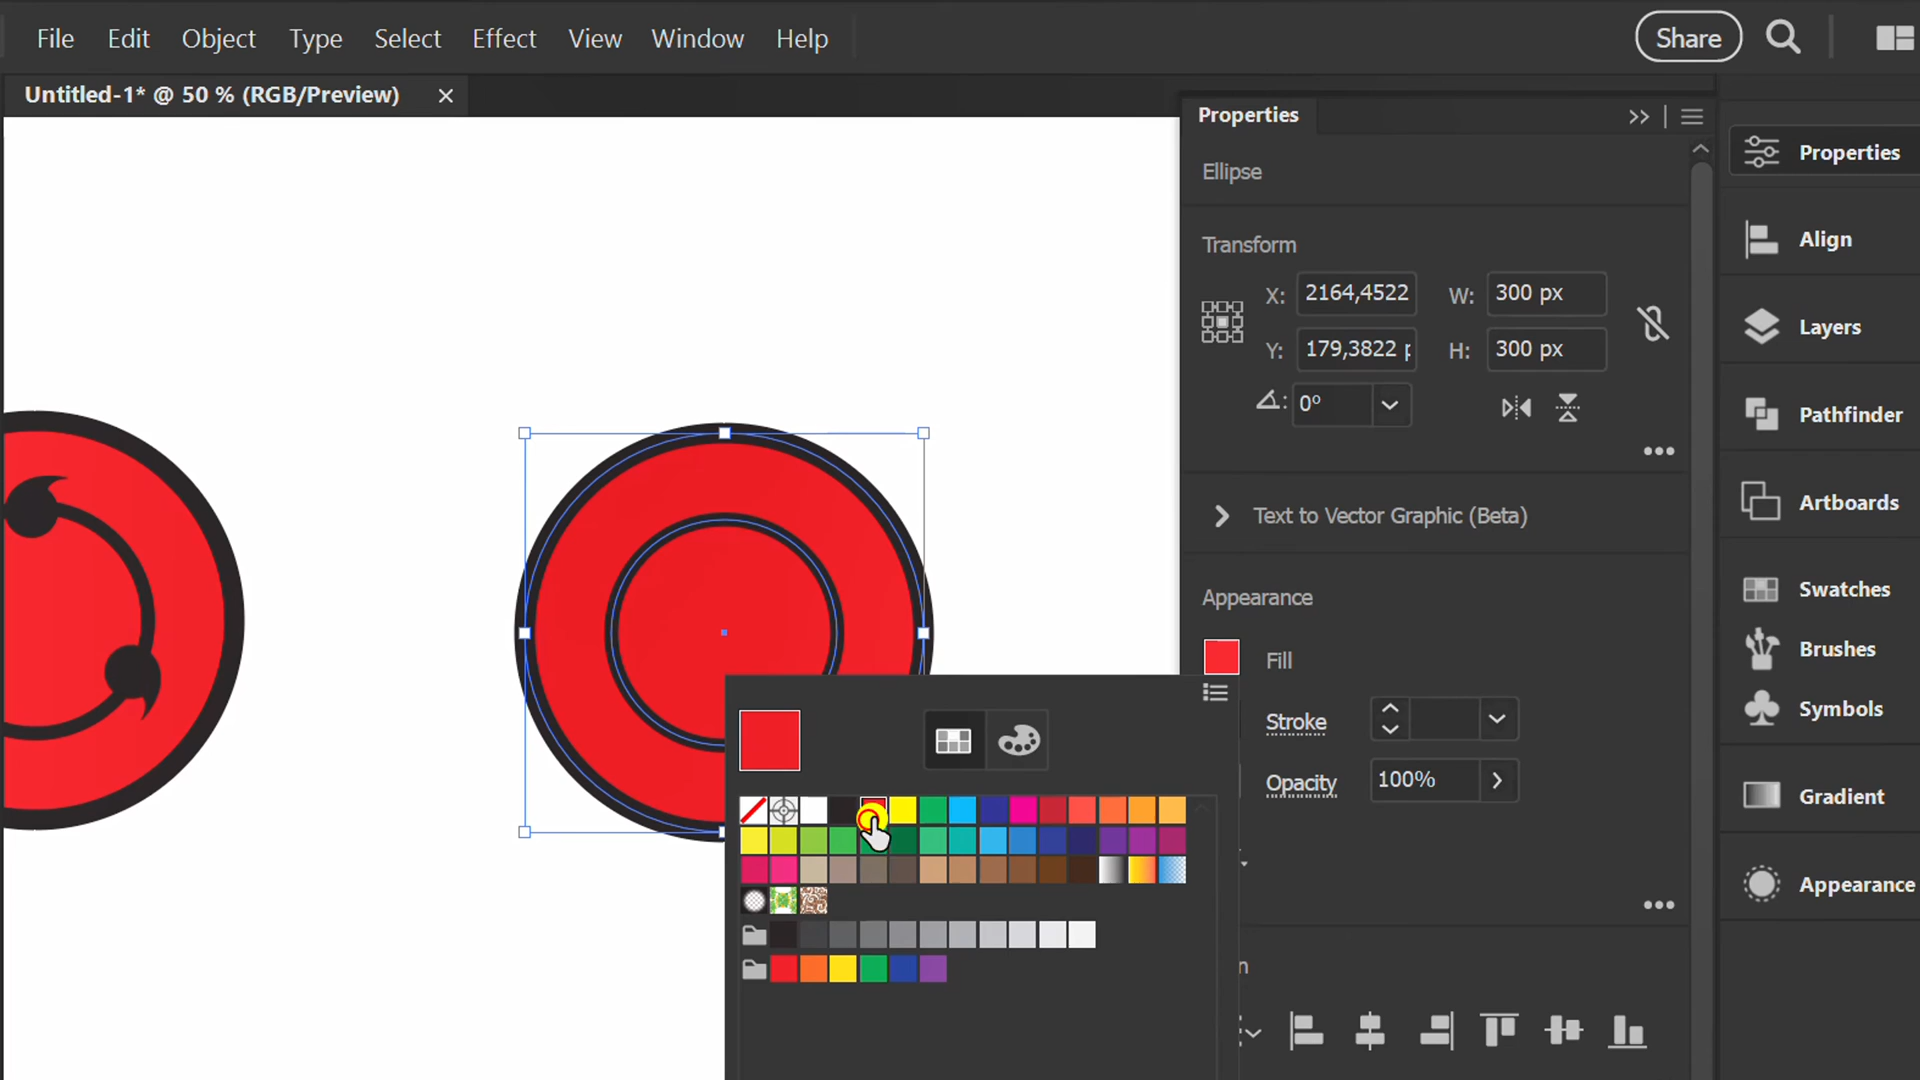 File Edit Object Type Select Effect View Window Help Share
Untitled-1* @ 50 % (RGB/Preview) ×
Properties
Ellipse
Transform
X: 2164,4522 W: 300 px
Y: 179,3822 p H: 300 px
0°
Text to Vector Graphic (Beta)
Appearance
Fill
Stroke
Opacity 100%
n
Properties
Align
Layers
Pathfinder
Artboards
Swatches
Brushes
Symbols
Gradient
Appearance